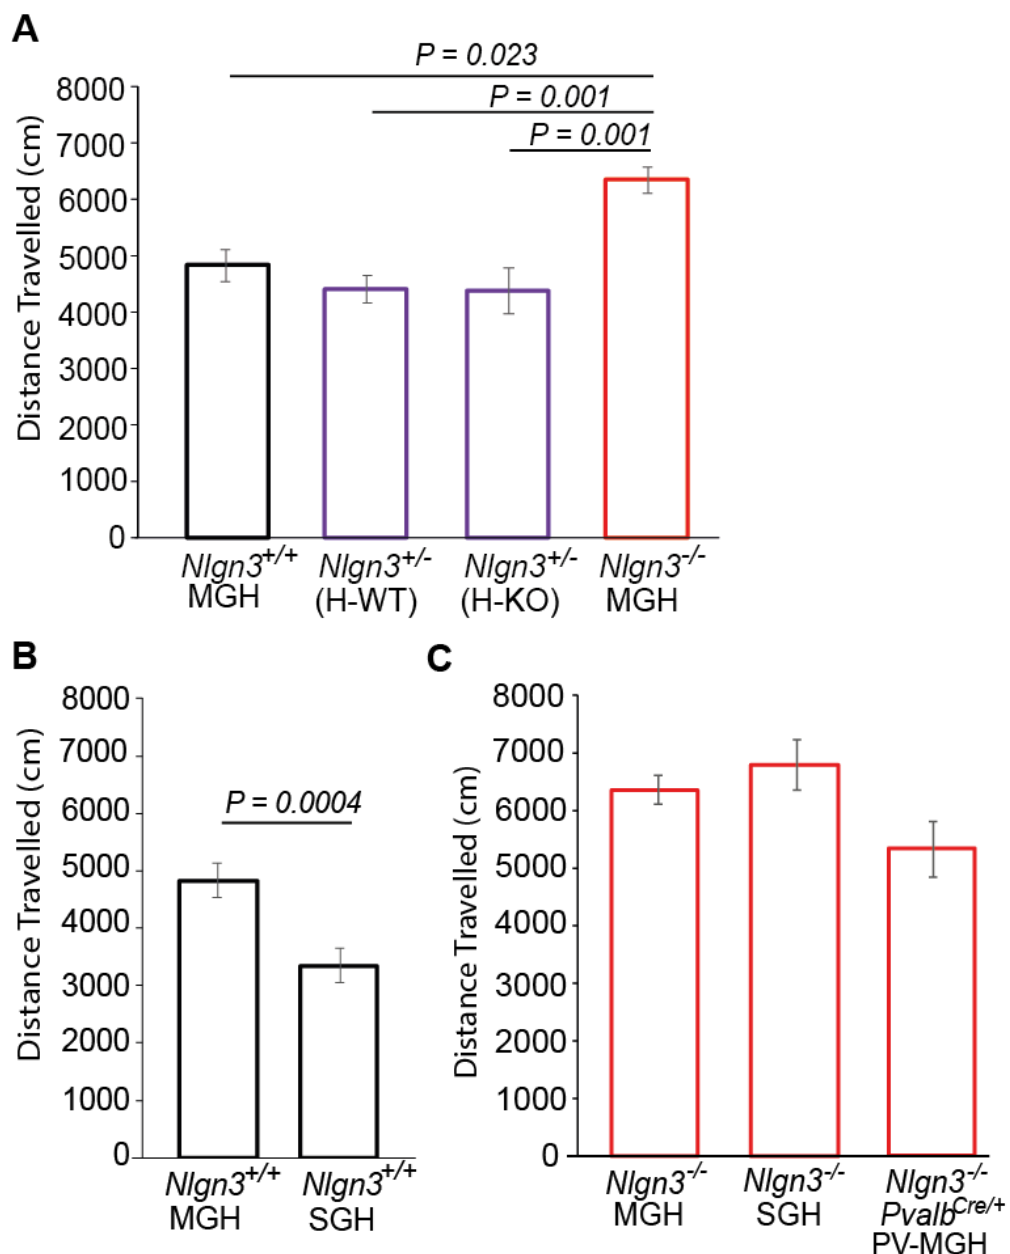 A
P = 0.023
P = 0.001
P = 0.001
Distance Travelled (cm)
8000
7000
6000
5000
4000
3000
2000
1000
0
Nlgn3+/+ Nlgn3+/- Nlgn3+/- Nlgn3-/-
MGH (H-WT) (H-KO) MGH
B
P = 0.0004
Distance Travelled (cm)
8000
7000
6000
5000
4000
3000
2000
1000
0
Nlgn3+/+ Nlgn3+/+
MGH SGH
C
Distance Travelled (cm)
8000
7000
6000
5000
4000
3000
2000
1000
0
Nlgn3-/- Nlgn3-/- Nlgn3-/-
MGH SGH PvalbCre/+
PV-MGH